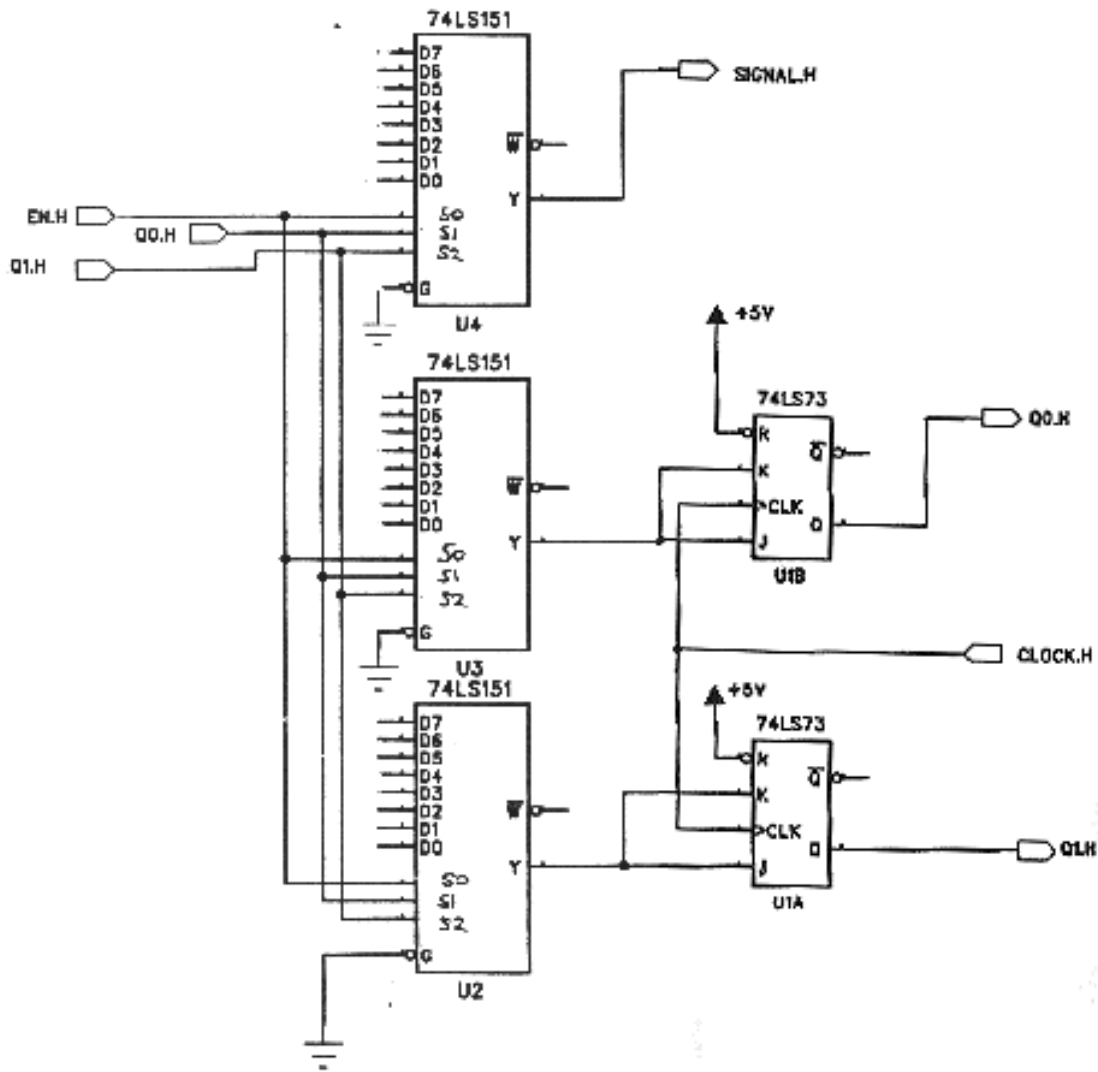 74LS151
D7
D6
D5
D4
D3
D2
D1
D0
W
Y
S0
S1
S2
G
U4
SIGNAL.H
EN.H
Q0.H
Q1.H
74LS151
D7
D6
D5
D4
D3
D2
D1
D0
W
Y
S0
S1
S2
G
U3
+5V
74LS73
R
Q
K
CLK
Q
J
U1B
Q0.H
CLOCK.H
74LS151
D7
D6
D5
D4
D3
D2
D1
D0
W
Y
S0
S1
S2
G
U2
+5V
74LS73
R
Q
K
CLK
Q
J
U1A
Q1.H